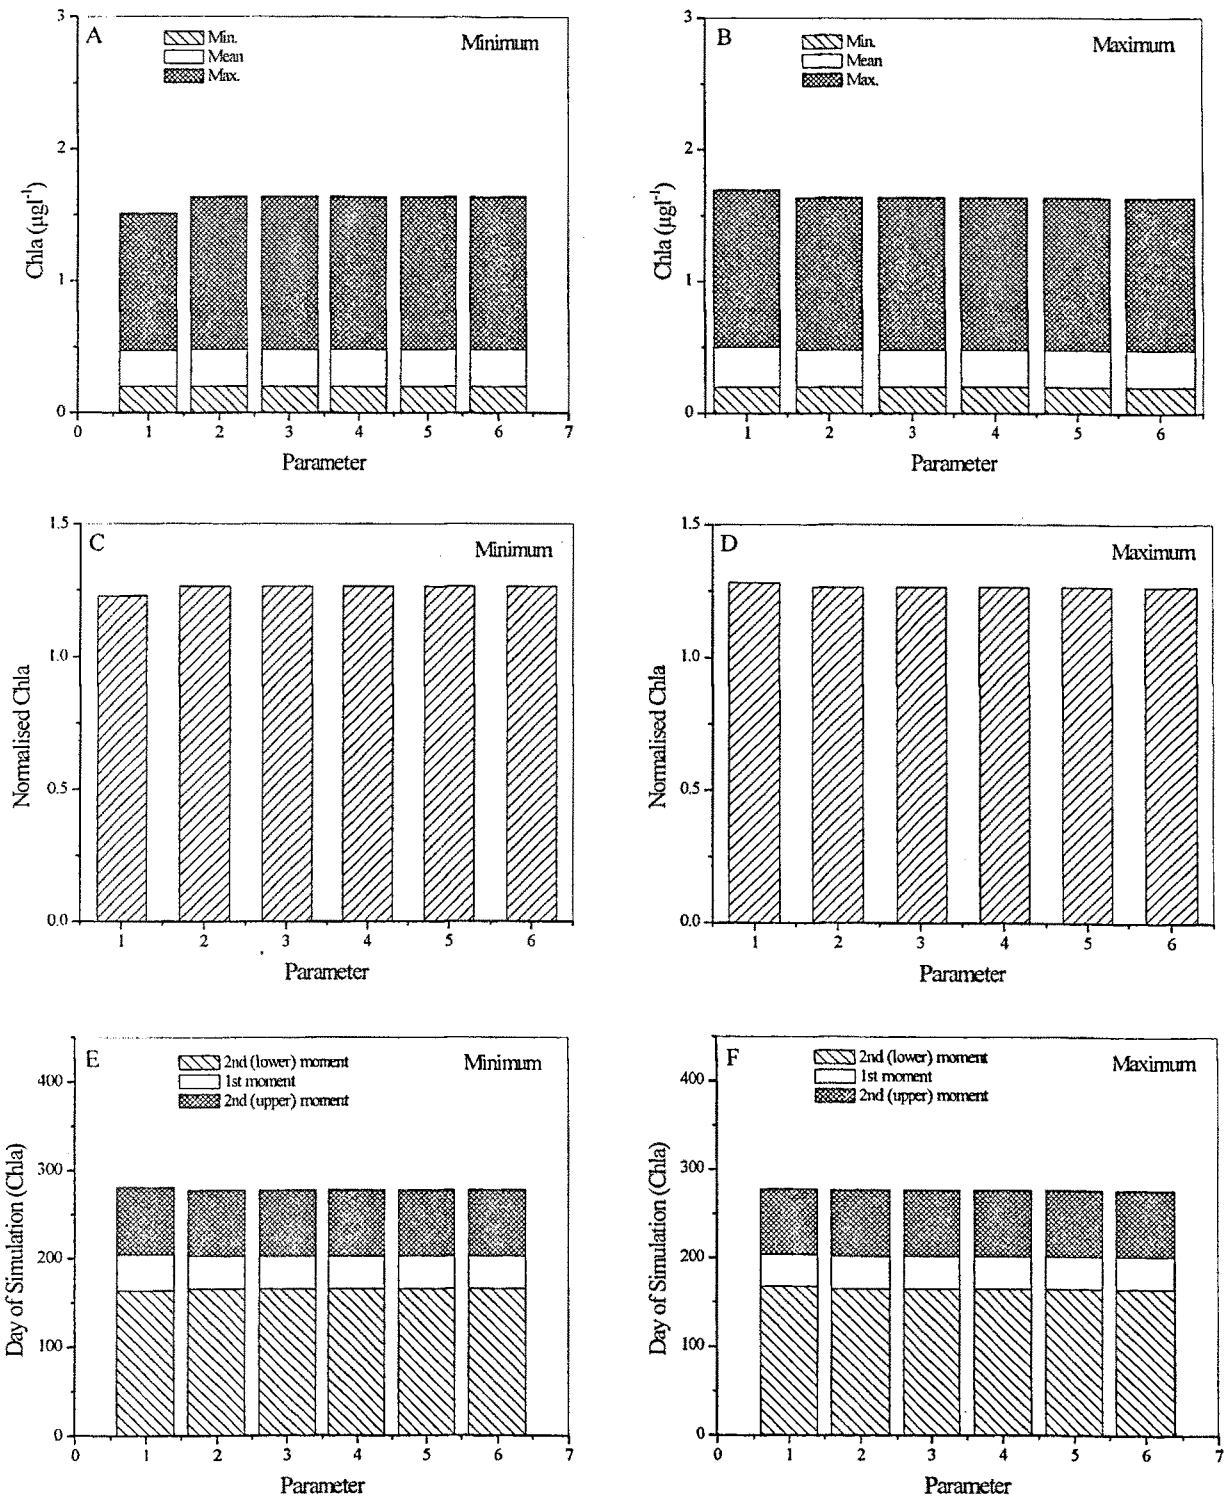 A
Min.
Mean
Max.
Minimum
3
2
1
0
Chla (µgl⁻¹)
0 1 2 3 4 5 6 7
Parameter
B
Min.
Mean
Max.
Maximum
3
2
1
0
Chla (µgl⁻¹)
1 2 3 4 5 6
Parameter
C
Minimum
1.5
1.0
0.5
0.0
Normalised Chla
1 2 3 4 5 6
Parameter
D
Maximum
1.5
1.0
0.5
0.0
Normalised Chla
1 2 3 4 5 6
Parameter
E
2nd (lower) moment
1st moment
2nd (upper) moment
Minimum
400
300
200
100
0
Day of Simulation (Chla)
0 1 2 3 4 5 6 7
Parameter
F
2nd (lower) moment
1st moment
2nd (upper) moment
Maximum
400
300
200
100
0
Day of Simulation (Chla)
0 1 2 3 4 5 6 7
Parameter